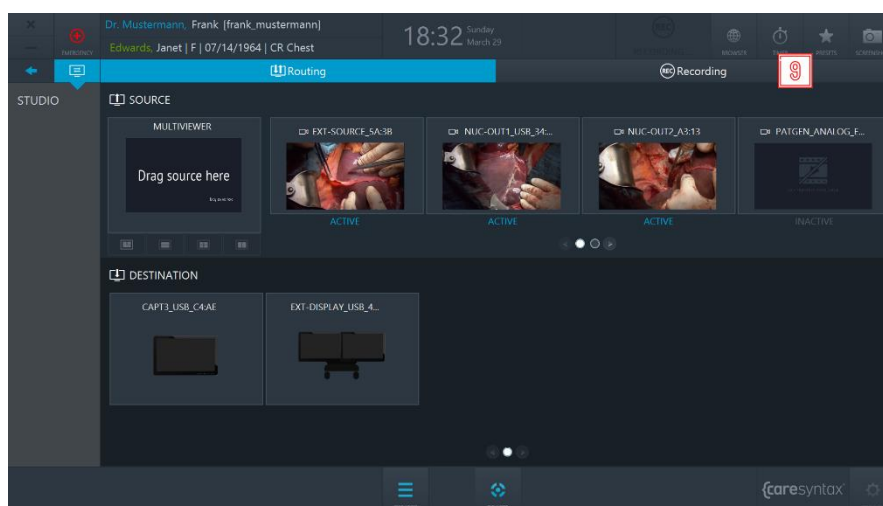 Dr. Mustermann, Frank [frank_mustermann]
18:32 Sunday March 29
REC
EMERGENCY
BROWSER
PRESETS
Edwards, Janet | F | 07/14/1964 | CR Chest
Routing
REC Recording
9
STUDIO
SOURCE
MULTIVIEWER
EXT-SOURCE_5A:3B
NUC-OUT1_USB_34:...
NUC-OUT2_A3:13
PATGEN_ANALOG_F...
Drag source here
ACTIVE
ACTIVE
ACTIVE
INACTIVE
DESTINATION
CAPT3_USB_C4:AE
EXT-DISPLAY_USB_4...
{caresyntax